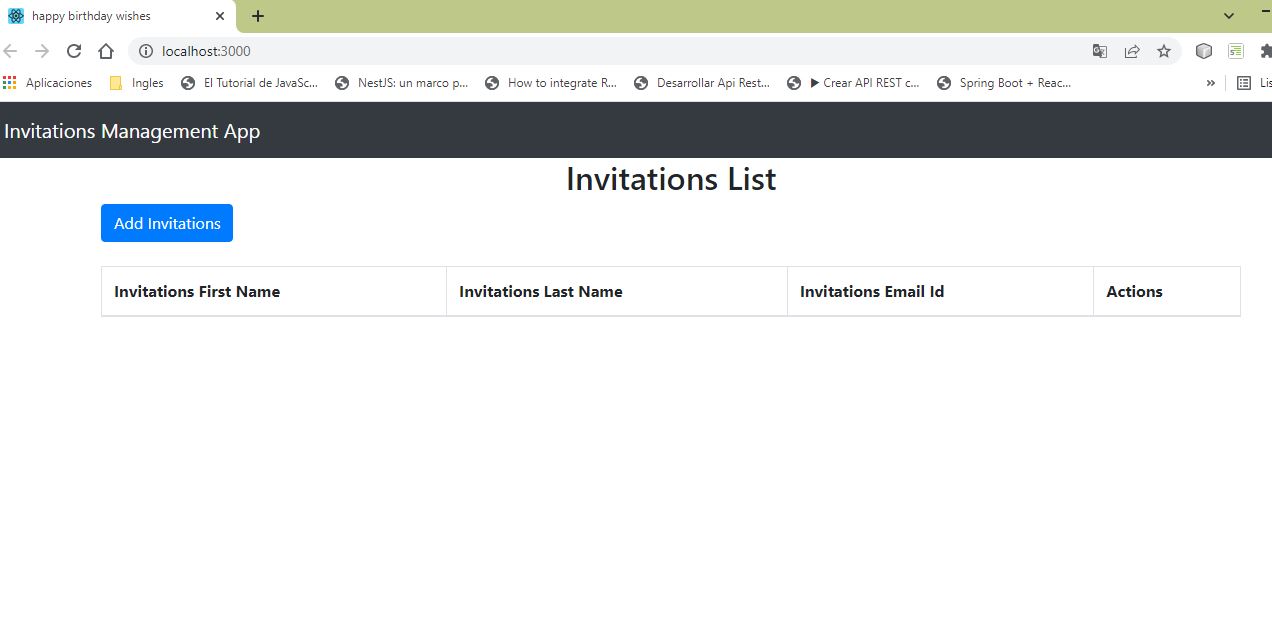 happy birthday wishes
localhost:3000
Aplicaciones Ingles El Tutorial de JavaSc... NestJS: un marco p... How to integrate R... Desarrollar Api Rest... ▶ Crear API REST c... Spring Boot + Reac... » Lis
Invitations Management App
Invitations List
Add Invitations
Invitations First Name Invitations Last Name Invitations Email Id Actions